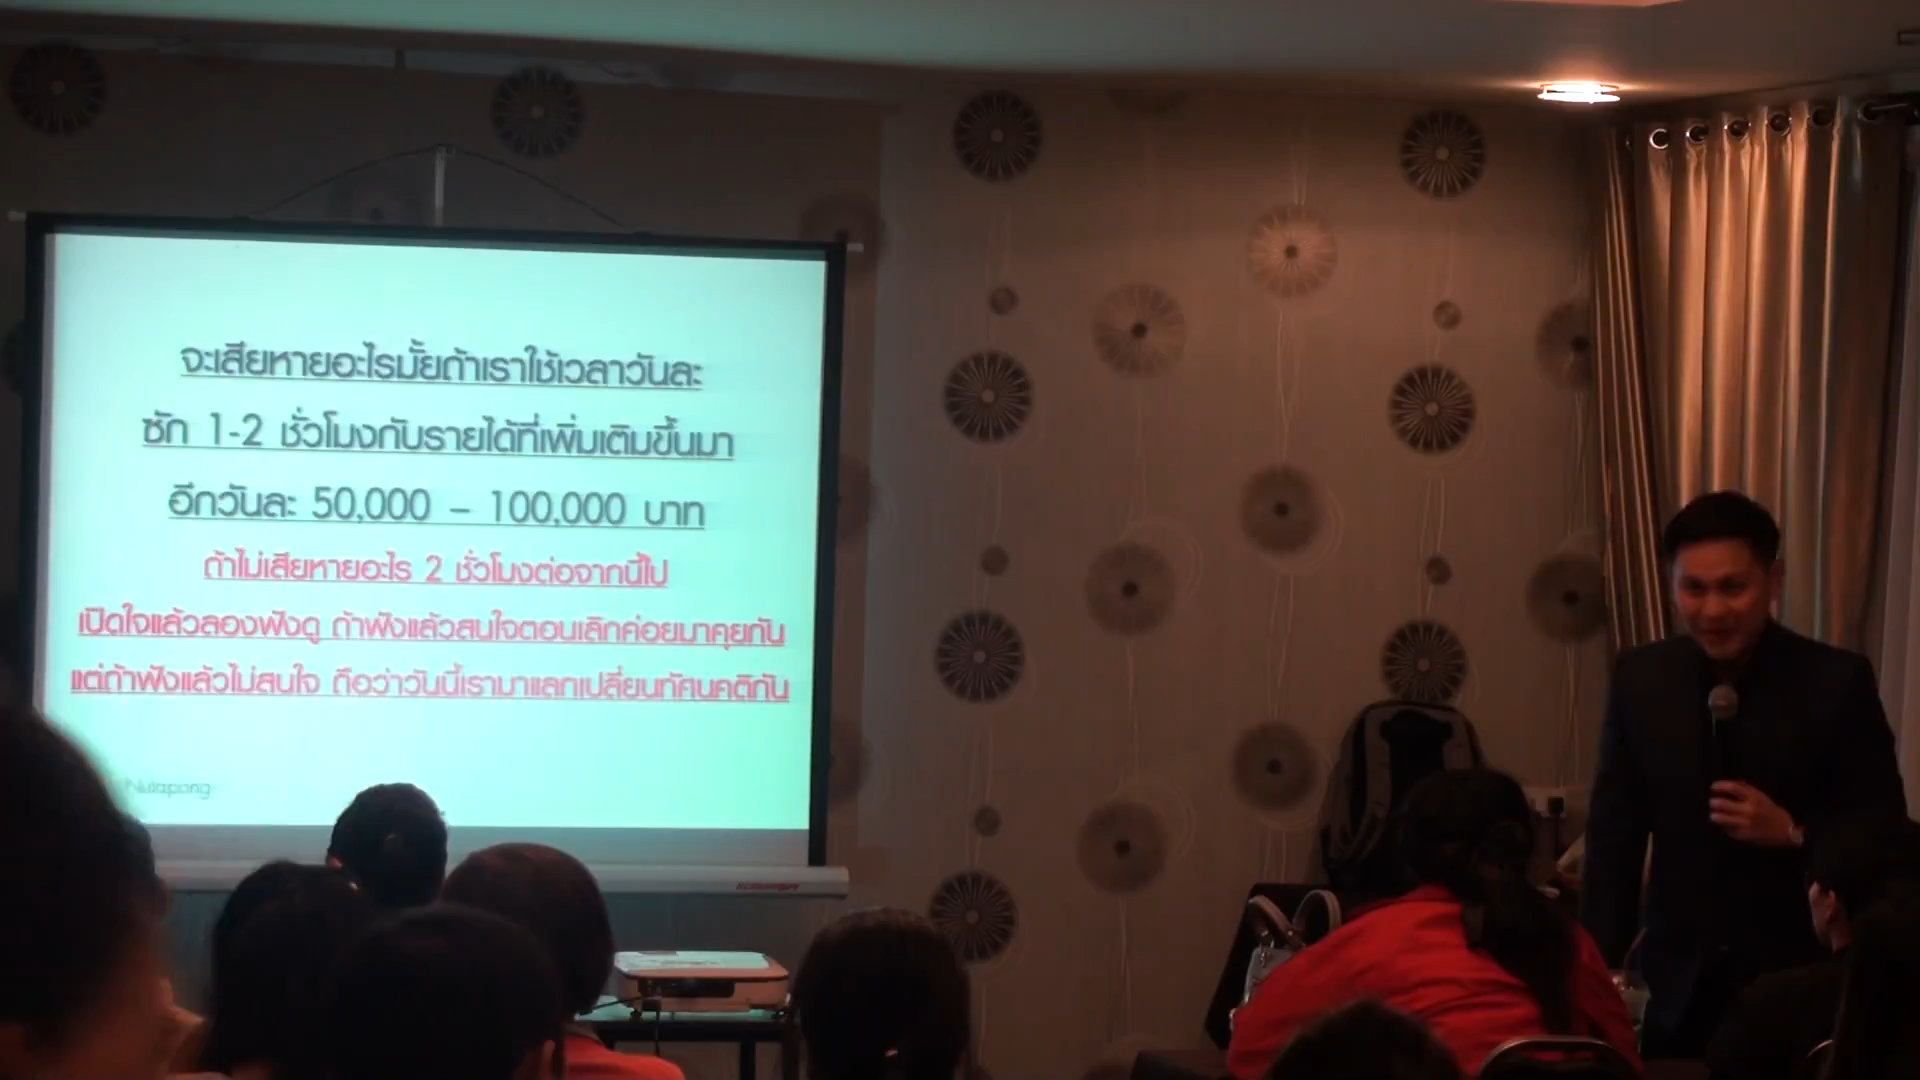 จะเสียหายอะไรมั้ยถ้าเราใช้เวลาวันละ
ซัก 1-2 ชั่วโมงกับรายได้ที่เพิ่มเติมขึ้นมา
อีกวันละ 50,000 – 100,000 บาท
ถ้าไม่เสียหายอะไร 2 ชั่วโมงต่อจากนี้ไป
เปิดใจแล้วลองฟังดู ถ้าฟังแล้วสนใจตอนเลิกค่อยมาคุยกัน
แต่ถ้าฟังแล้วไม่สนใจ ถือว่าวันนี้เรามาแลกเปลี่ยนทัศนคติกัน